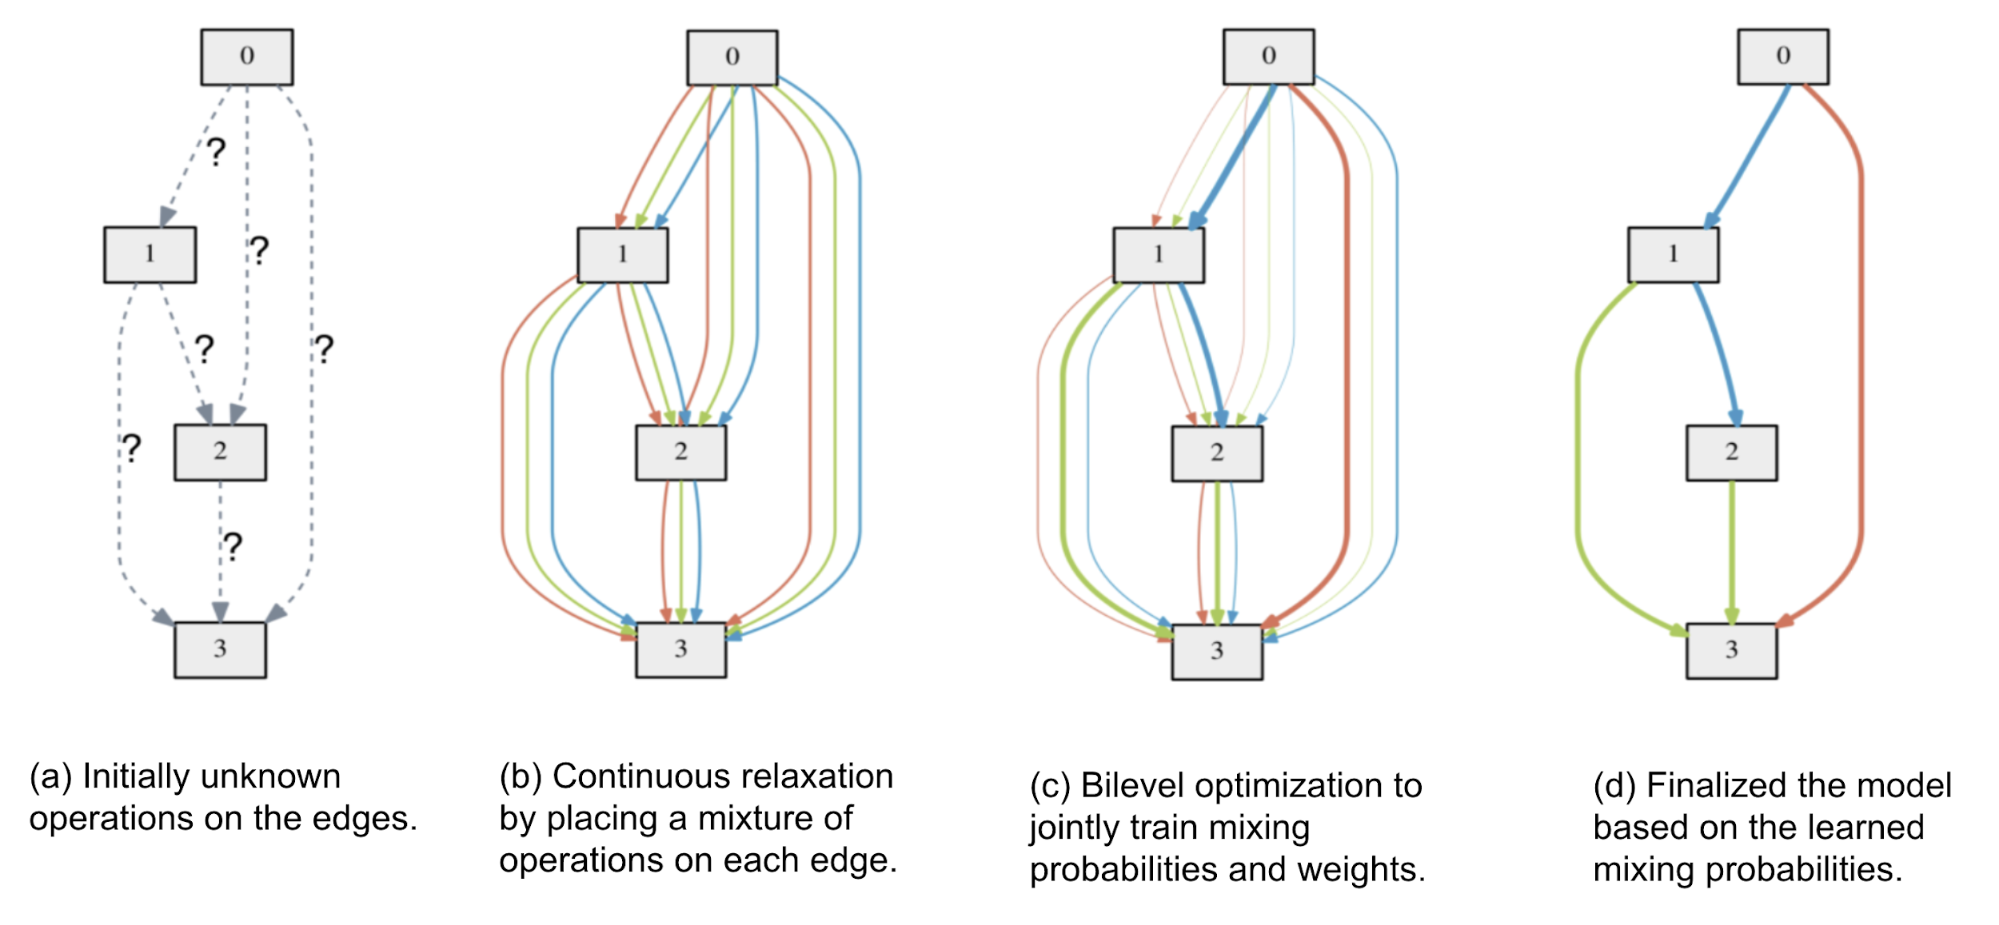 0
?
?
1
?
?
?
2
?
3
0
1
2
3
0
1
2
3
0
1
2
3
(a) Initially unknown
operations on the edges.
(b) Continuous relaxation
by placing a mixture of
operations on each edge.
(c) Bilevel optimization to
jointly train mixing
probabilities and weights.
(d) Finalized the model
based on the learned
mixing probabilities.